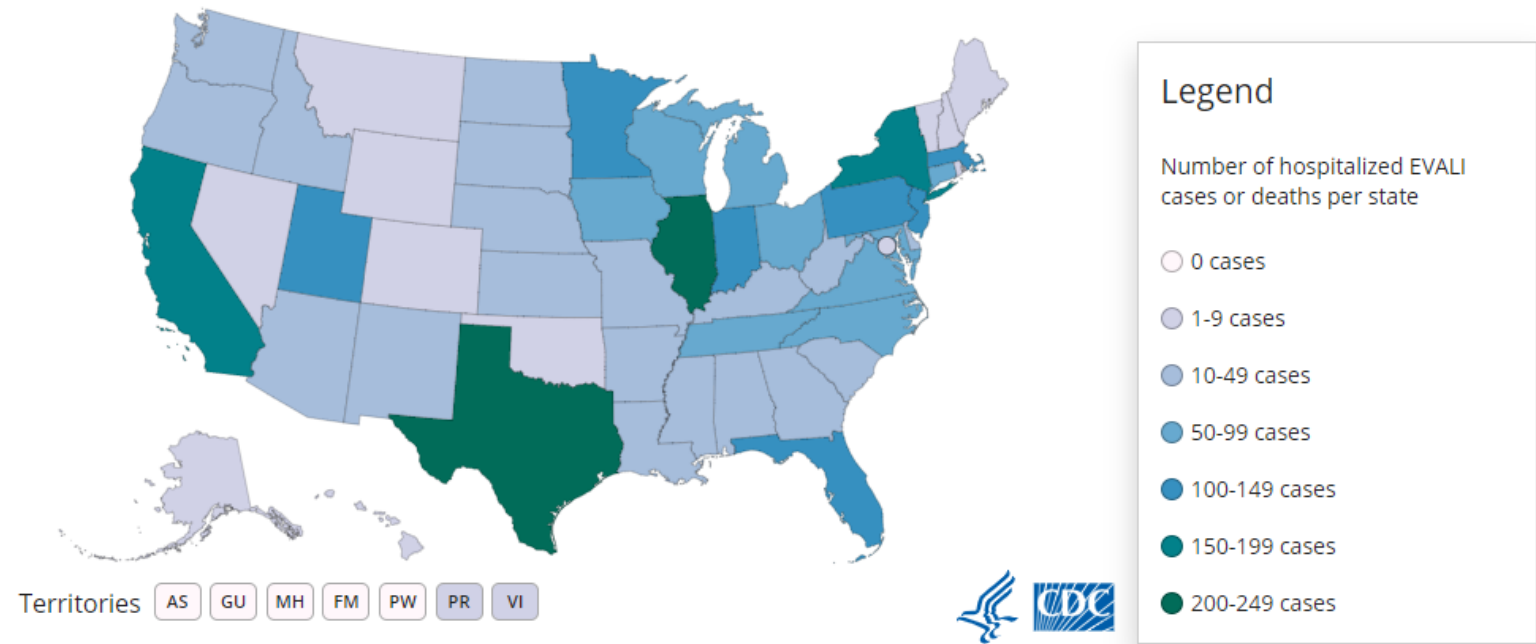 Legend
Number of hospitalized EVALI
cases or deaths per state
0 cases
1-9 cases
10-49 cases
50-99 cases
100-149 cases
150-199 cases
200-249 cases
Territories AS GU MH FM PW PR VI
CDC